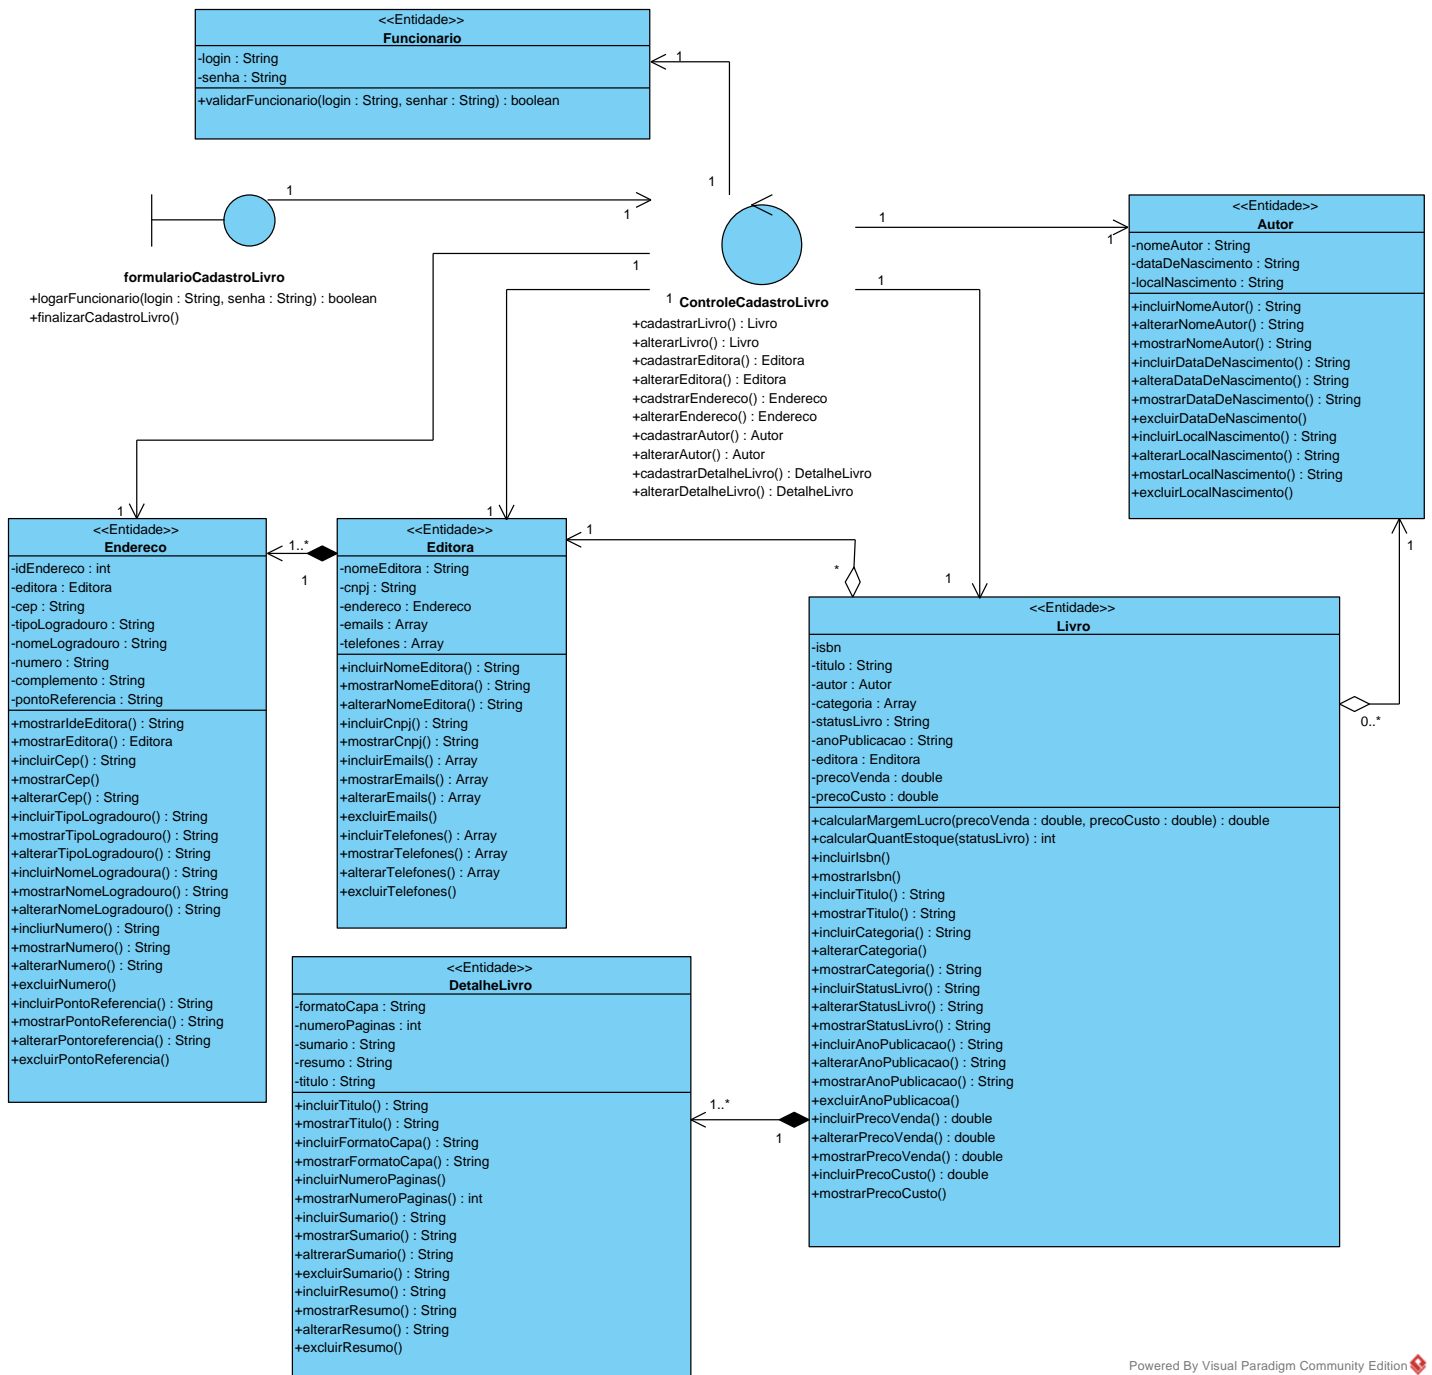 <<Entidade>>
Funcionario
-login : String
-senha : String
+validarFuncionario(login : String, senhar : String) : boolean
1
1
1
1
formularioCadastroLivro
+logarFuncionario(login : String, senha : String) : boolean
+finalizarCadastroLivro()
1
1
1
1
1
ControleCadastroLivro
+cadastrarLivro() : Livro
+alterarLivro() : Livro
+cadastrarEditora() : Editora
+alterarEditora() : Editora
+cadstrarEndereco() : Endereco
+alterarEndereco() : Endereco
+cadastrarAutor() : Autor
+alterarAutor() : Autor
+cadastrarDetalheLivro() : DetalheLivro
+alterarDetalheLivro() : DetalheLivro
<<Entidade>>
Autor
-nomeAutor : String
-dataDeNascimento : String
-localNascimento : String
+incluirNomeAutor() : String
+alterarNomeAutor() : String
+mostrarNomeAutor() : String
+incluirDataDeNascimento() : String
+alteraDataDeNascimento() : String
+mostrarDataDeNascimento() : String
+excluirDataDeNascimento()
+incluirLocalNascimento() : String
+alterarLocalNascimento() : String
+mostarLocalNascimento() : String
+excluirLocalNascimento()
1
1
1
1
1
*
0..*
<<Entidade>>
Endereco
-idEndereco : int
-editora : Editora
-cep : String
-tipoLogradouro : String
-nomeLogradouro : String
-numero : String
-complemento : String
-pontoReferencia : String
+mostrarIdeEditora() : String
+mostrarEditora() : Editora
+incluirCep() : String
+mostrarCep()
+alterarCep() : String
+incluirTipoLogradouro() : String
+mostrarTipoLogradouro() : String
+alterarTipoLogradouro() : String
+incluirNomeLogradoura() : String
+mostrarNomeLogradouro() : String
+alterarNomeLogradouro() : String
+incliurNumero() : String
+mostrarNumero() : String
+alterarNumero() : String
+excluirNumero()
+incluirPontoReferencia() : String
+mostrarPontoReferencia() : String
+alterarPontoreferencia() : String
+excluirPontoReferencia()
1..*
1
<<Entidade>>
Editora
-nomeEditora : String
-cnpj : String
-endereco : Endereco
-emails : Array
-telefones : Array
+incluirNomeEditora() : String
+mostrarNomeEditora() : String
+alterarNomeEditora() : String
+incluirCnpj() : String
+mostrarCnpj() : String
+incluirEmails() : Array
+mostrarEmails() : Array
+alterarEmails() : Array
+excluirEmails()
+incluirTelefones() : Array
+mostrarTelefones() : Array
+alterarTelefones() : Array
+excluirTelefones()
<<Entidade>>
Livro
-isbn
-titulo : String
-autor : Autor
-categoria : Array
-statusLivro : String
-anoPublicacao : String
-editora : Enditora
-precoVenda : double
-precoCusto : double
+calcularMargemLucro(precoVenda : double, precoCusto : double) : double
+calcularQuantEstoque(statusLivro) : int
+incluirIsbn()
+mostrarIsbn()
+incluirTitulo() : String
+mostrarTitulo() : String
+incluirCategoria() : String
+alterarCategoria()
+mostrarCategoria() : String
+incluirStatusLivro() : String
+alterarStatusLivro() : String
+mostrarStatusLivro() : String
+incluirAnoPublicacao() : String
+alterarAnoPublicacao() : String
+mostrarAnoPublicacao() : String
+excluirAnoPublicacoa()
+incluirPrecoVenda() : double
+alterarPrecoVenda() : double
+mostrarPrecoVenda() : double
+incluirPrecoCusto() : double
+mostrarPrecoCusto()
<<Entidade>>
DetalheLivro
-formatoCapa : String
-numeroPaginas : int
-sumario : String
-resumo : String
-titulo : String
+incluirTitulo() : String
+mostrarTitulo() : String
+incluirFormatoCapa() : String
+mostrarFormatoCapa() : String
+incluirNumeroPaginas()
+mostrarNumeroPaginas() : int
+incluirSumario() : String
+mostrarSumario() : String
+altrerarSumario() : String
+excluirSumario() : String
+incluirResumo() : String
+mostrarResumo() : String
+alterarResumo() : String
+excluirResumo()
1..*
1
Powered By Visual Paradigm Community Edition